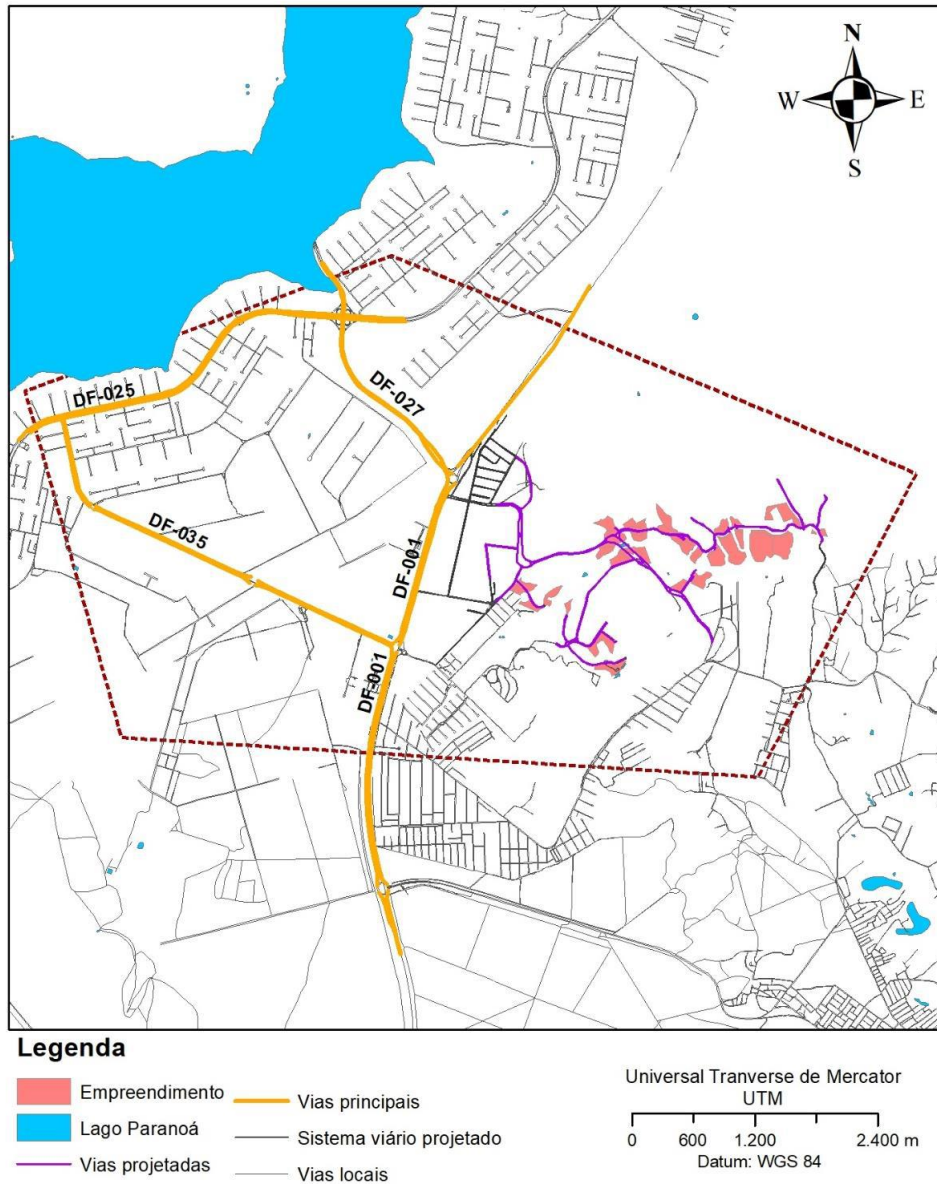 N
W E
S
DF-025
DF-027
DF-035
DF-001
DF-001
Legenda
Empreendimento
Lago Paranoá
Vias projetadas
Vias principais
Sistema viário projetado
Vias locais
Universal Tranverse de Mercator
UTM
0 600 1.200 2.400 m
Datum: WGS 84